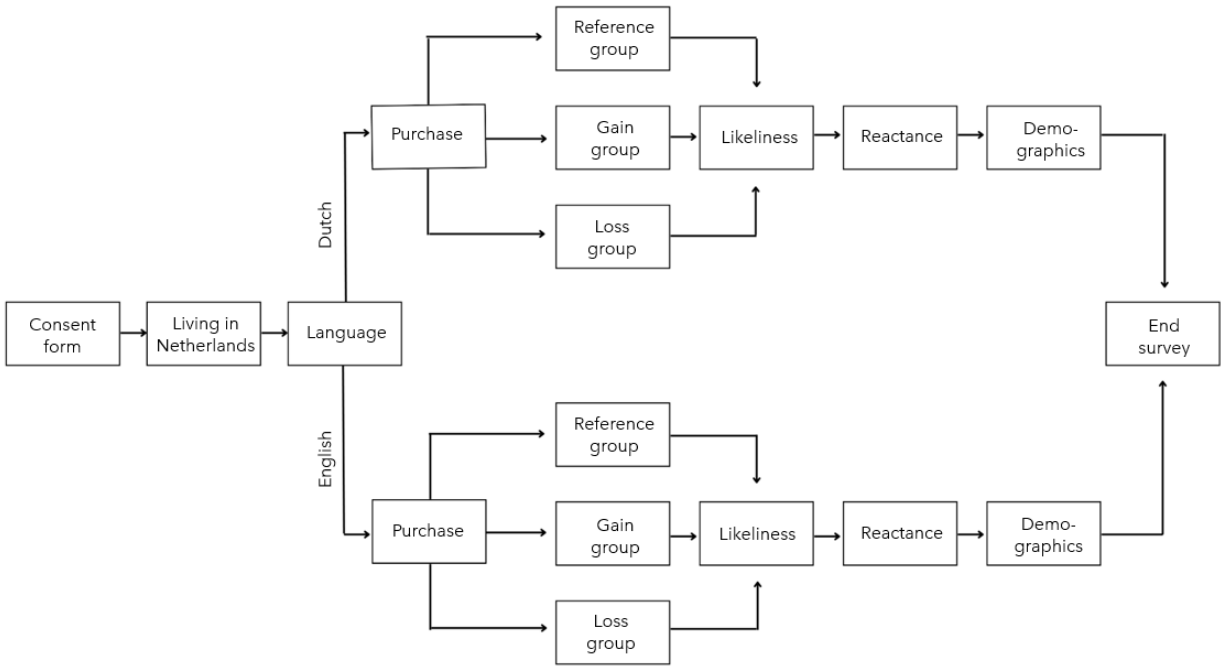 Consent
form
Living in
Netherlands
Language
Dutch
Purchase
Reference
group
Gain
group
Loss
group
Likeliness
Reactance
Demo-
graphics
English
Purchase
Reference
group
Gain
group
Loss
group
Likeliness
Reactance
Demo-
graphics
End
survey